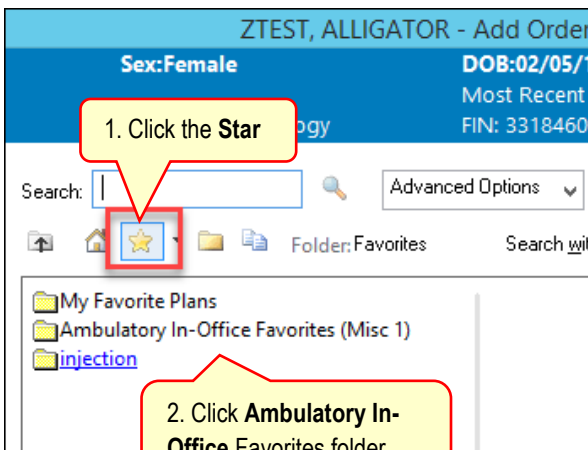 ZTEST, ALLIGATOR - Add Order
Sex:Female DOB:02/05/1
Most Recent
ogy FIN: 3318460
1. Click the Star
Search: Advanced Options
Folder: Favorites Search wit
My Favorite Plans
Ambulatory In-Office Favorites (Misc 1)
injection
2. Click Ambulatory In-
Office Favorites folder